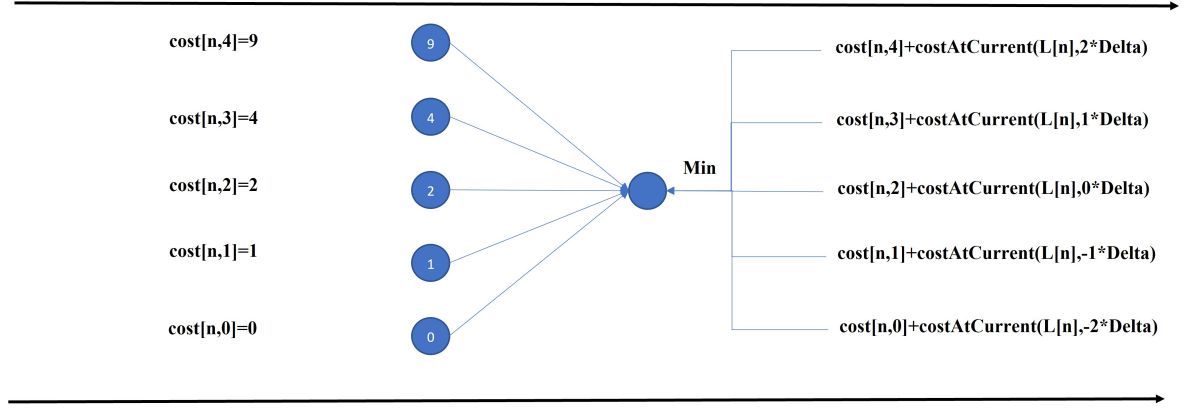 cost[n,4]=9
9
cost[n,4]+costAtCurrent(L[n],2*Delta)
cost[n,3]=4
4
cost[n,3]+costAtCurrent(L[n],1*Delta)
Min
cost[n,2]=2
2
cost[n,2]+costAtCurrent(L[n],0*Delta)
cost[n,1]=1
1
cost[n,1]+costAtCurrent(L[n],-1*Delta)
cost[n,0]=0
0
cost[n,0]+costAtCurrent(L[n],-2*Delta)